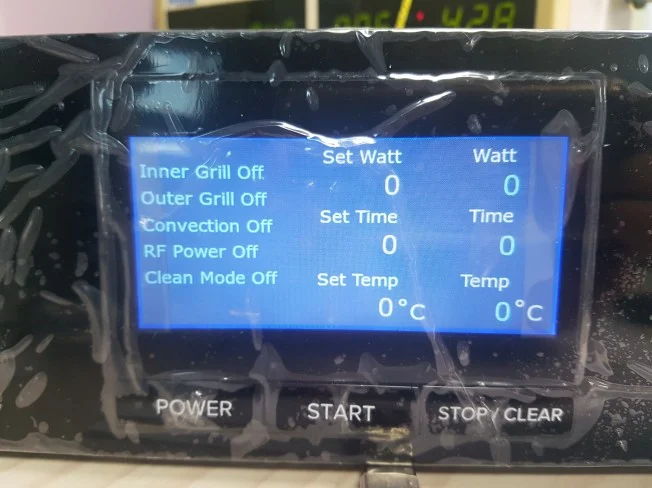 428
Set Watt Watt
Inner Grill Off 0 0
Outer Grill Off
Convection Off Set Time Time
RF Power Off 0 0
Clean Mode Off Set Temp Temp
0°C 0°C
POWER START STOP / CLEAR